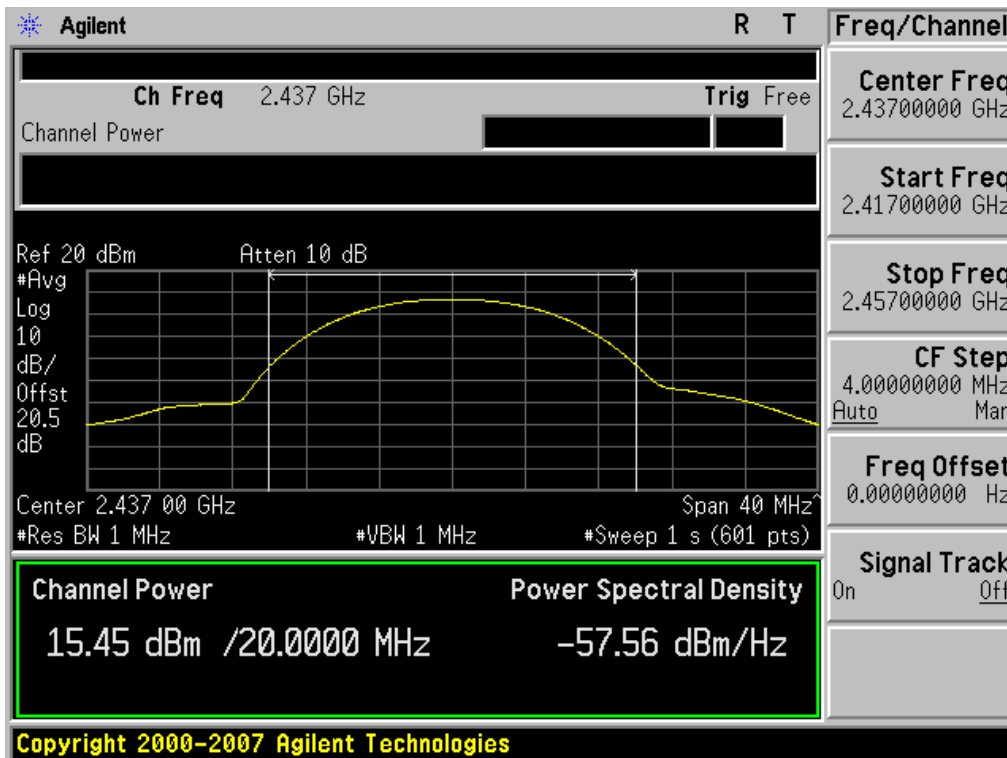 Agilent R T Freq/Channel
Ch Freq 2.437 GHz Trig Free
Channel Power
Center Freq
2.43700000 GHz
Start Freq
2.41700000 GHz
Stop Freq
2.45700000 GHz
CF Step
4.00000000 MHz
Auto Man
Freq Offset
0.00000000 Hz
Signal Track
On Off
Ref 20 dBm Atten 10 dB
#Avg
Log
10
dB/
Offst
20.5
dB
Center 2.437 00 GHz Span 40 MHz^
#Res BW 1 MHz #VBW 1 MHz #Sweep 1 s (601 pts)
Channel Power Power Spectral Density
15.45 dBm /20.0000 MHz -57.56 dBm/Hz
Copyright 2000-2007 Agilent Technologies